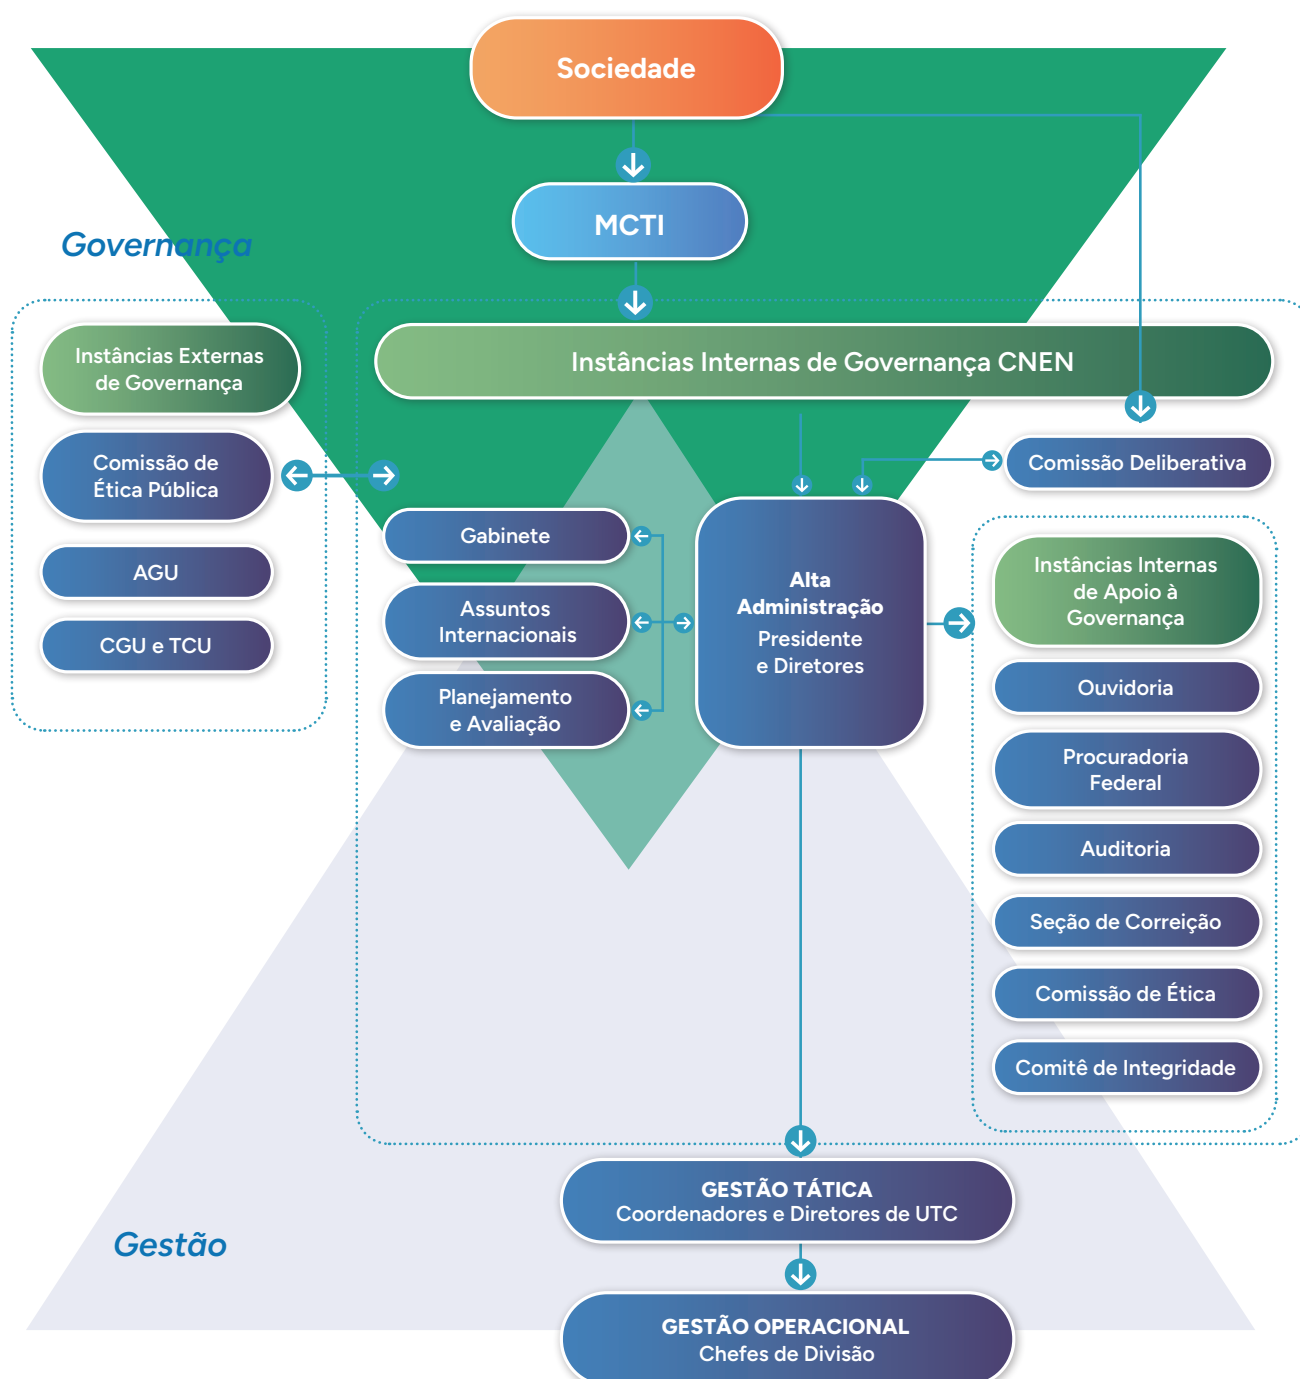 Sociedade
MCTI
Governança
Instâncias Externas
de Governança
Comissão de
Ética Pública
AGU
CGU e TCU
Instâncias Internas de Governança CNEN
Comissão Deliberativa
Gabinete
Assuntos
Internacionais
Planejamento
e Avaliação
Alta
Administração
Presidente
e Diretores
Instâncias Internas
de Apoio à
Governança
Ouvidoria
Procuradoria
Federal
Auditoria
Seção de Correição
Comissão de Ética
Comitê de Integridade
Gestão
GESTÃO TÁTICA
Coordenadores e Diretores de UTC
GESTÃO OPERACIONAL
Chefes de Divisão